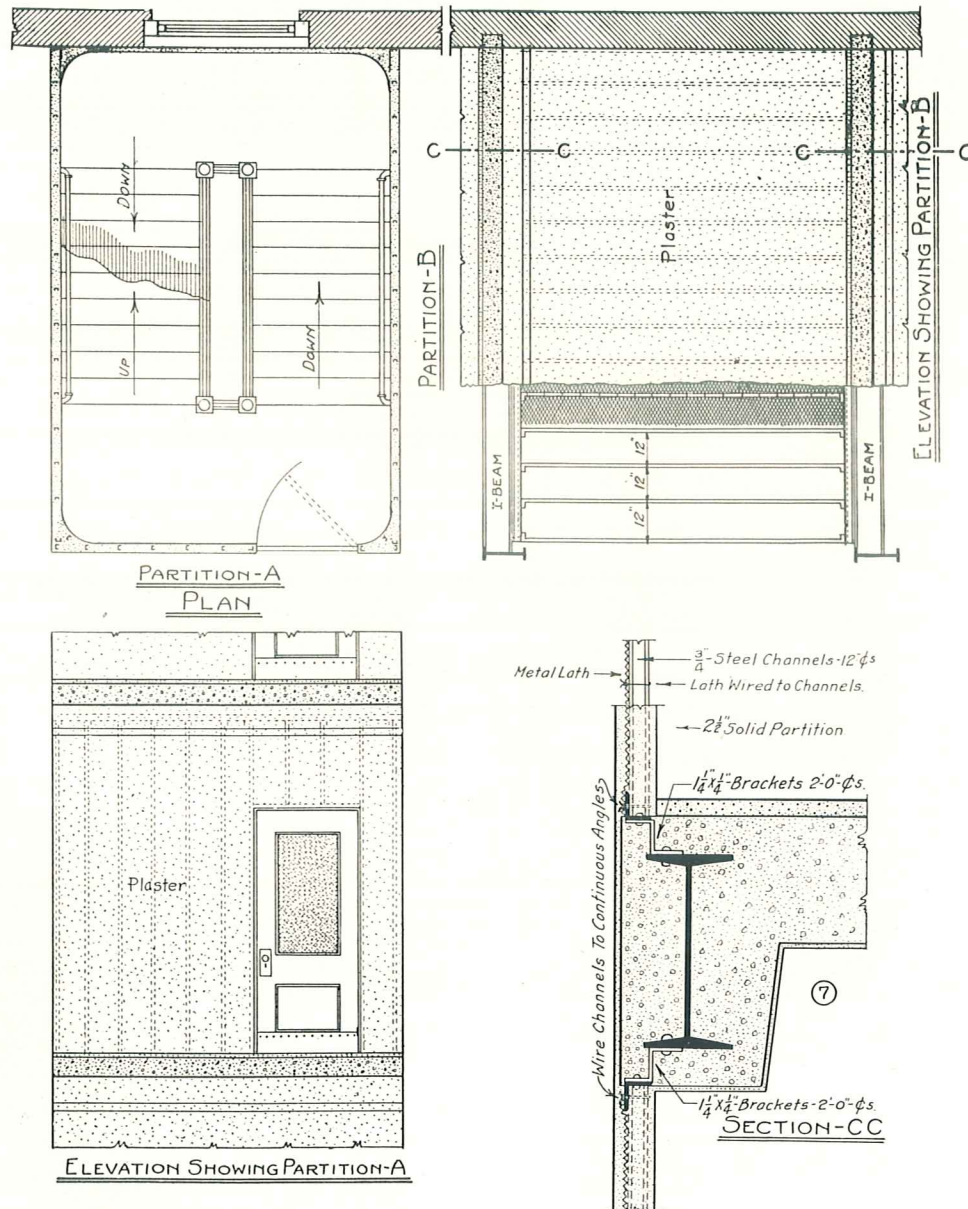 DOWN
UP
DOWN
PARTITION-B
PARTITION-A
PLAN
C
C
C
C
Plaster
12"
12"
12"
I-BEAM
I-BEAM
ELEVATION SHOWING PARTITION-B
Plaster
ELEVATION SHOWING PARTITION-A
Metal Lath
3/4"-Steel Channels-12"-¢s
Lath Wired to Channels.
2 1/2" Solid Partition
1 1/4"x 1/4"-Brackets 2'-0"-¢s.
Wire Channels To Continuous Angles
7
1 1/4"x 1/4"-Brackets-2'-0"-¢s.
SECTION-CC